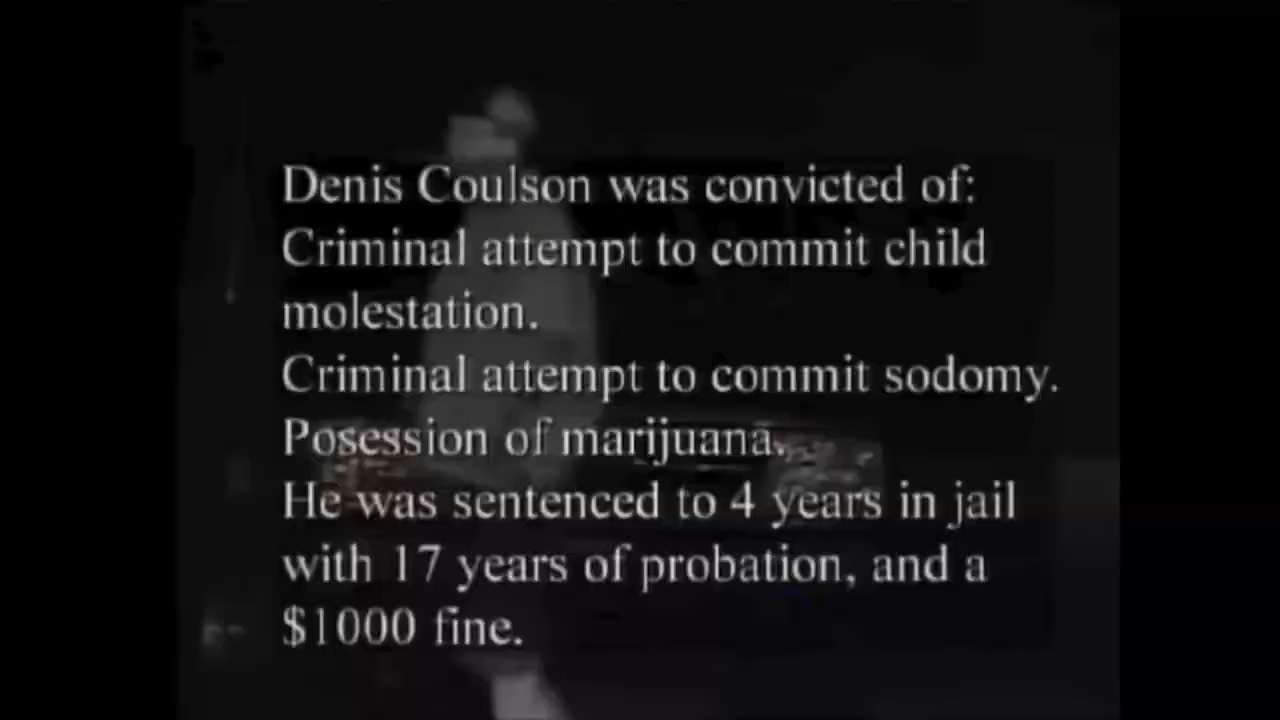 Denis Coulson was convicted of:
Criminal attempt to commit child
molestation.
Criminal attempt to commit sodomy.
Posession of marijuana.
He was sentenced to 4 years in jail
with 17 years of probation, and a
$1000 fine.